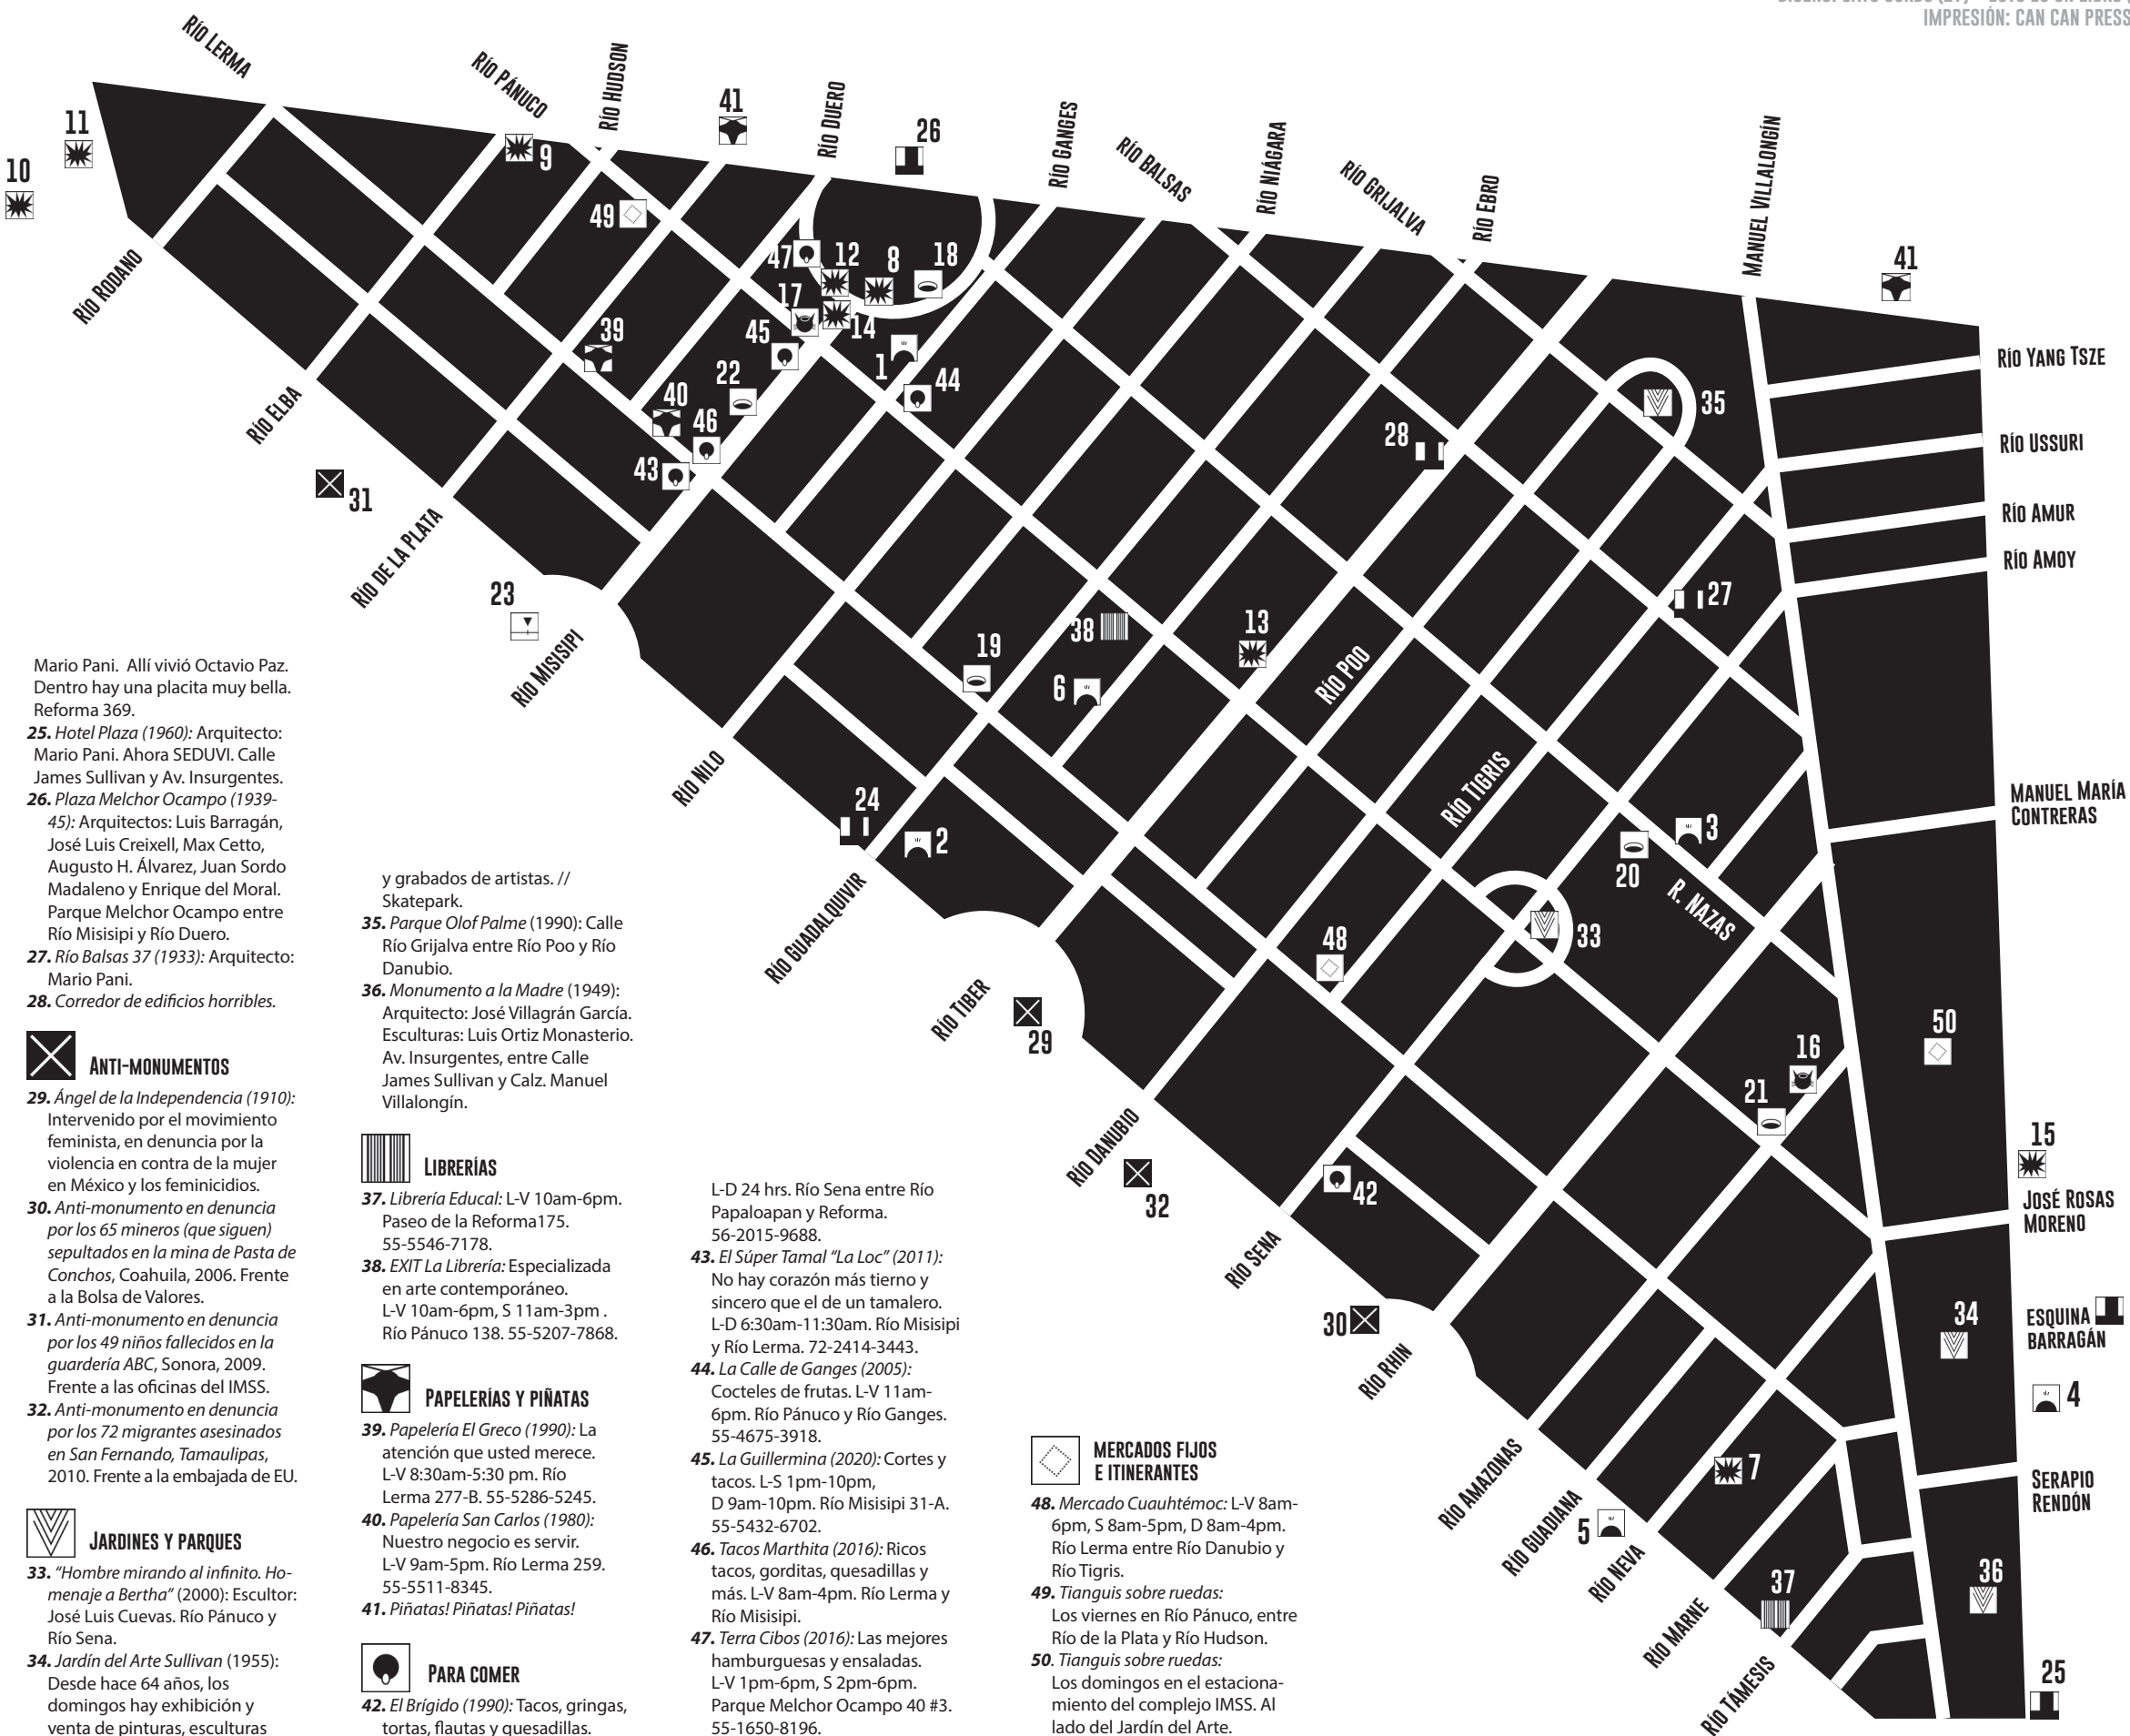 IMPRESIÓN: CAN CAN PRESS
RÍO LERMA
RÍO PÁNUCO
RÍO HUDSON
RÍO DUERO
RÍO GANGES
RÍO BALSAS
RÍO NIÁGARA
RÍO GRIJALVA
RÍO EBRO
MANUEL VILLALONGÍN
41
26
11
10
9
49
41
47
12
8
18
17
14
45
1
44
39
22
40
46
43
35
28
31
23
27
38
13
19
6
24
2
3
20
33
48
29
50
16
21
15
32
42
30
34
4
7
5
37
36
25
RÍO RODANO
RÍO ELBA
RÍO DE LA PLATA
RÍO MISISIPI
RÍO NILO
RÍO GUADALQUIVIR
RÍO TIBER
RÍO DANUBIO
RÍO SENA
RÍO RHIN
RÍO AMAZONAS
RÍO GUADIANA
RÍO NEVA
RÍO MARNE
RÍO TÁMESIS
RÍO POO
RÍO TIGRIS
R. NAZAS
RÍO YANG TSZE
RÍO USSURI
RÍO AMUR
RÍO AMOY
MANUEL MARÍA
CONTRERAS
JOSÉ ROSAS
MORENO
ESQUINA
BARRAGÁN
SERAPIO
RENDÓN
Mario Pani. Allí vivió Octavio Paz.
Dentro hay una placita muy bella.
Reforma 369.
25. Hotel Plaza (1960): Arquitecto:
Mario Pani. Ahora SEDUVI. Calle
James Sullivan y Av. Insurgentes.
26. Plaza Melchor Ocampo (1939-
45): Arquitectos: Luis Barragán,
José Luis Creixell, Max Cetto,
Augusto H. Álvarez, Juan Sordo
Madaleno y Enrique del Moral.
Parque Melchor Ocampo entre
Río Misisipi y Río Duero.
27. Río Balsas 37 (1933): Arquitecto:
Mario Pani.
28. Corredor de edificios horribles.
ANTI-MONUMENTOS
29. Ángel de la Independencia (1910):
Intervenido por el movimiento
feminista, en denuncia por la
violencia en contra de la mujer
en México y los feminicidios.
30. Anti-monumento en denuncia
por los 65 mineros (que siguen)
sepultados en la mina de Pasta de
Conchos, Coahuila, 2006. Frente
a la Bolsa de Valores.
31. Anti-monumento en denuncia
por los 49 niños fallecidos en la
guardería ABC, Sonora, 2009.
Frente a las oficinas del IMSS.
32. Anti-monumento en denuncia
por los 72 migrantes asesinados
en San Fernando, Tamaulipas,
2010. Frente a la embajada de EU.
JARDINES Y PARQUES
33. “Hombre mirando al infinito. Ho-
menaje a Bertha” (2000): Escultor:
José Luis Cuevas. Río Pánuco y
Río Sena.
34. Jardín del Arte Sullivan (1955):
Desde hace 64 años, los
domingos hay exhibición y
venta de pinturas, esculturas
y grabados de artistas. //
Skatepark.
35. Parque Olof Palme (1990): Calle
Río Grijalva entre Río Poo y Río
Danubio.
36. Monumento a la Madre (1949):
Arquitecto: José Villagrán García.
Esculturas: Luis Ortiz Monasterio.
Av. Insurgentes, entre Calle
James Sullivan y Calz. Manuel
Villalongín.
LIBRERÍAS
37. Librería Educal: L-V 10am-6pm.
Paseo de la Reforma175.
55-5546-7178.
38. EXIT La Librería: Especializada
en arte contemporáneo.
L-V 10am-6pm, S 11am-3pm .
Río Pánuco 138. 55-5207-7868.
PAPELERÍAS Y PIÑATAS
39. Papelería El Greco (1990): La
atención que usted merece.
L-V 8:30am-5:30 pm. Río
Lerma 277-B. 55-5286-5245.
40. Papelería San Carlos (1980):
Nuestro negocio es servir.
L-V 9am-5pm. Río Lerma 259.
55-5511-8345.
41. Piñatas! Piñatas! Piñatas!
PARA COMER
42. El Brígido (1990): Tacos, gringas,
tortas, flautas y quesadillas.
L-D 24 hrs. Río Sena entre Río
Papaloapan y Reforma.
56-2015-9688.
43. El Súper Tamal “La Loc” (2011):
No hay corazón más tierno y
sincero que el de un tamalero.
L-D 6:30am-11:30am. Río Misisipi
y Río Lerma. 72-2414-3443.
44. La Calle de Ganges (2005):
Cocteles de frutas. L-V 11am-
6pm. Río Pánuco y Río Ganges.
55-4675-3918.
45. La Guillermina (2020): Cortes y
tacos. L-S 1pm-10pm,
D 9am-10pm. Río Misisipi 31-A.
55-5432-6702.
46. Tacos Marthita (2016): Ricos
tacos, gorditas, quesadillas y
más. L-V 8am-4pm. Río Lerma y
Río Misisipi.
47. Terra Cibos (2016): Las mejores
hamburguesas y ensaladas.
L-V 1pm-6pm, S 2pm-6pm.
Parque Melchor Ocampo 40 #3.
55-1650-8196.
MERCADOS FIJOS
E ITINERANTES
48. Mercado Cuauhtémoc: L-V 8am-
6pm, S 8am-5pm, D 8am-4pm.
Río Lerma entre Río Danubio y
Río Tigris.
49. Tianguis sobre ruedas:
Los viernes en Río Pánuco, entre
Río de la Plata y Río Hudson.
50. Tianguis sobre ruedas:
Los domingos en el estaciona-
miento del complejo IMSS. Al
lado del Jardín del Arte.